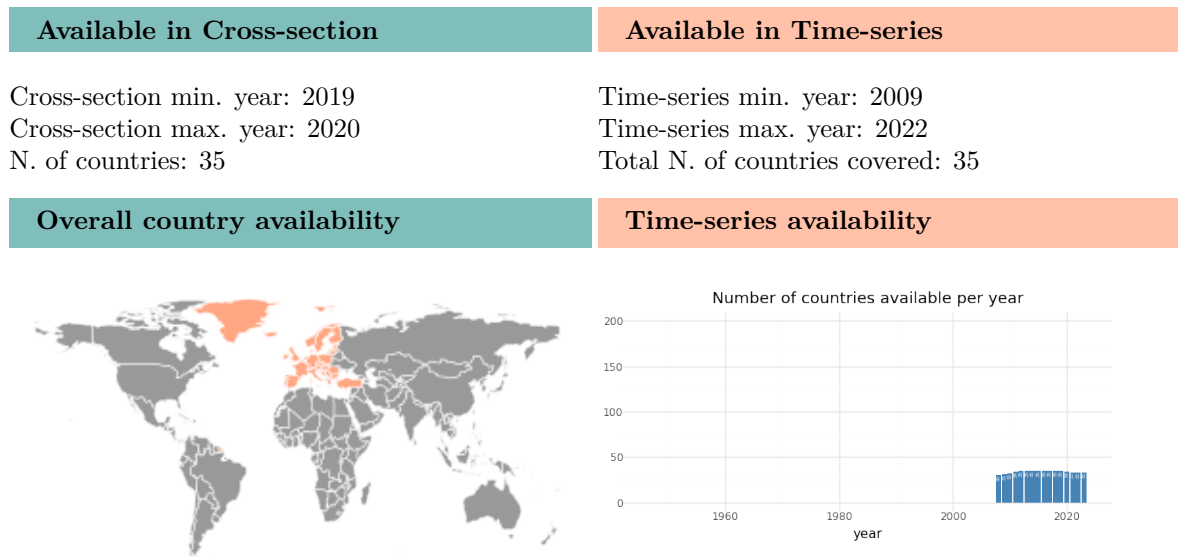 Available in Cross-section
Available in Time-series
Cross-section min. year: 2019
Cross-section max. year: 2020
N. of countries: 35
Time-series min. year: 2009
Time-series max. year: 2022
Total N. of countries covered: 35
Overall country availability
Time-series availability
Number of countries available per year
200
150
100
50
0
1960
1980
2000
2020
year